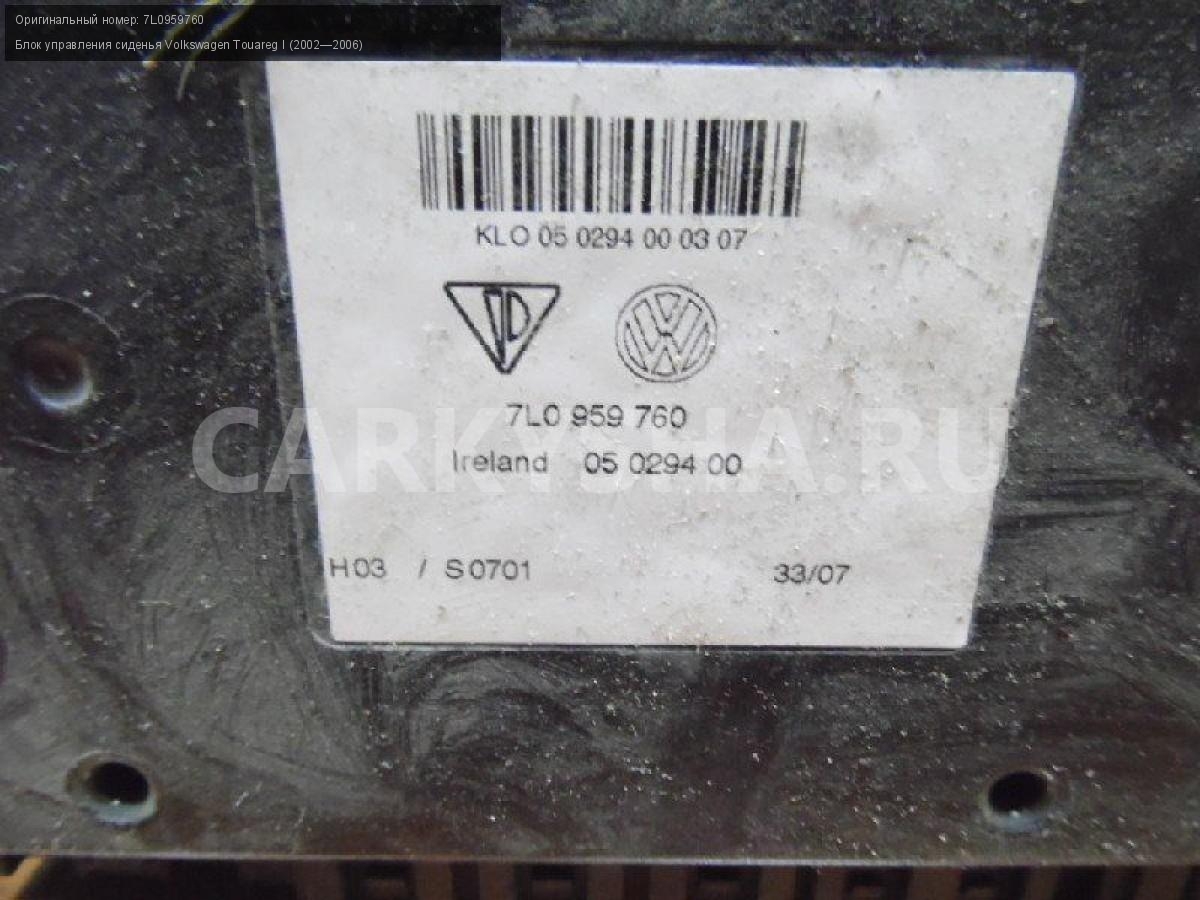 Оригинальный номер: 7L0959760
Блок управления сиденья Volkswagen Touareg I (2002—2006)
KLO 05 0294 00 03 07
7L0 959 760
CARKYSHA.RU
Ireland 05 0294 00
H03 / S0701 33/07